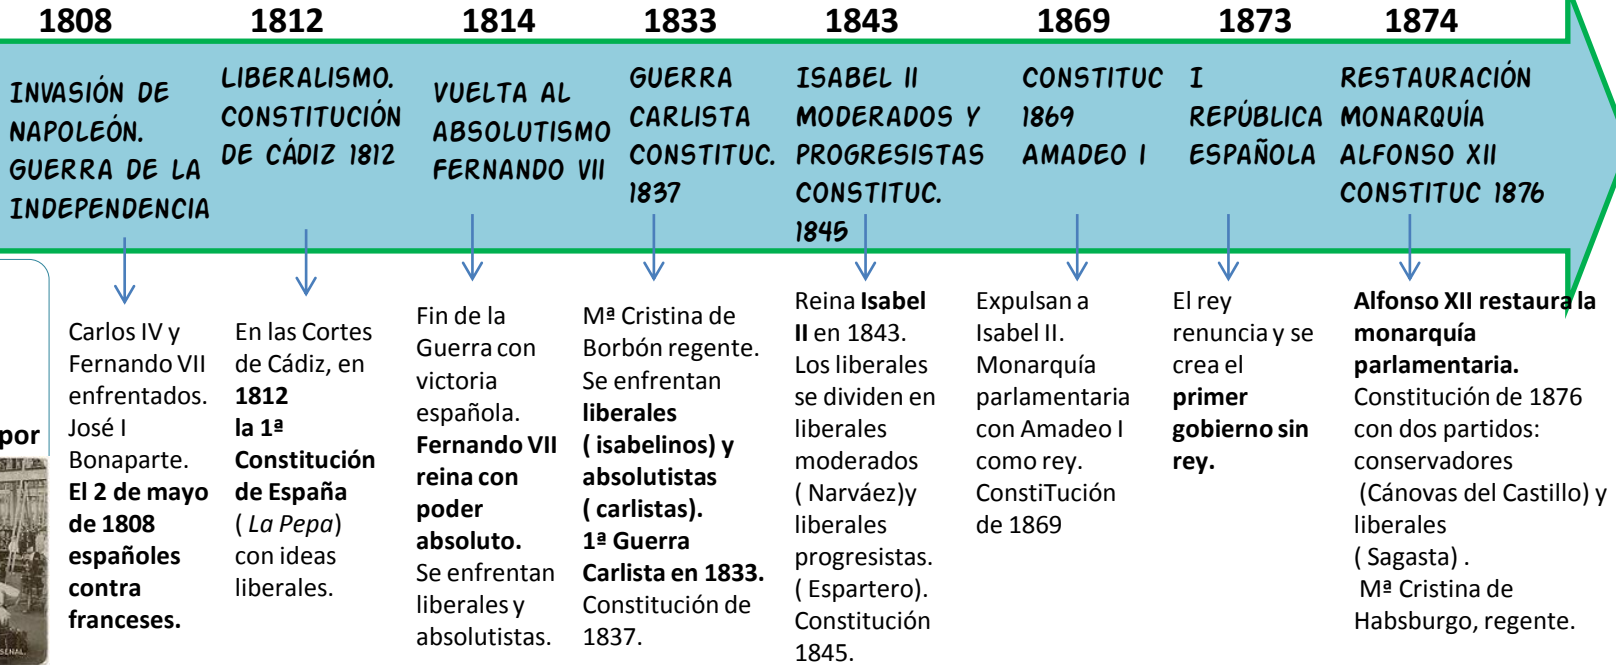 1808
1812
1814
1833
1843
1869
1873
1874
INVASIÓN DE
NAPOLEÓN.
GUERRA DE LA
INDEPENDENCIA
LIBERALISMO.
CONSTITUCIÓN
DE CÁDIZ 1812
VUELTA AL
ABSOLUTISMO
FERNANDO VII
GUERRA
CARLISTA
CONSTITUC.
1837
ISABEL II
MODERADOS Y
PROGRESISTAS
CONSTITUC.
1845
CONSTITUC
1869
AMADEO I
I
REPÚBLICA
ESPAÑOLA
RESTAURACIÓN
MONARQUÍA
ALFONSO XII
CONSTITUC 1876
por
SENAL.
Carlos IV y
Fernando VII
enfrentados.
José I
Bonaparte.
El 2 de mayo
de 1808
españoles
contra
franceses.
En las Cortes
de Cádiz, en
1812
la 1ª
Constitución
de España
( La Pepa)
con ideas
liberales.
Fin de la
Guerra con
victoria
española.
Fernando VII
reina con
poder
absoluto.
Se enfrentan
liberales y
absolutistas.
Mª Cristina de
Borbón regente.
Se enfrentan
liberales
( isabelinos) y
absolutistas
( carlistas).
1ª Guerra
Carlista en 1833.
Constitución de
1837.
Reina Isabel
II en 1843.
Los liberales
se dividen en
liberales
moderados
( Narváez)y
liberales
progresistas.
( Espartero).
Constitución
1845.
Expulsan a
Isabel II.
Monarquía
parlamentaria
con Amadeo I
como rey.
ConstiTución
de 1869
El rey
renuncia y se
crea el
primer
gobierno sin
rey.
Alfonso XII restaura la
monarquía
parlamentaria.
Constitución de 1876
con dos partidos:
conservadores
(Cánovas del Castillo) y
liberales
( Sagasta) .
Mª Cristina de
Habsburgo, regente.